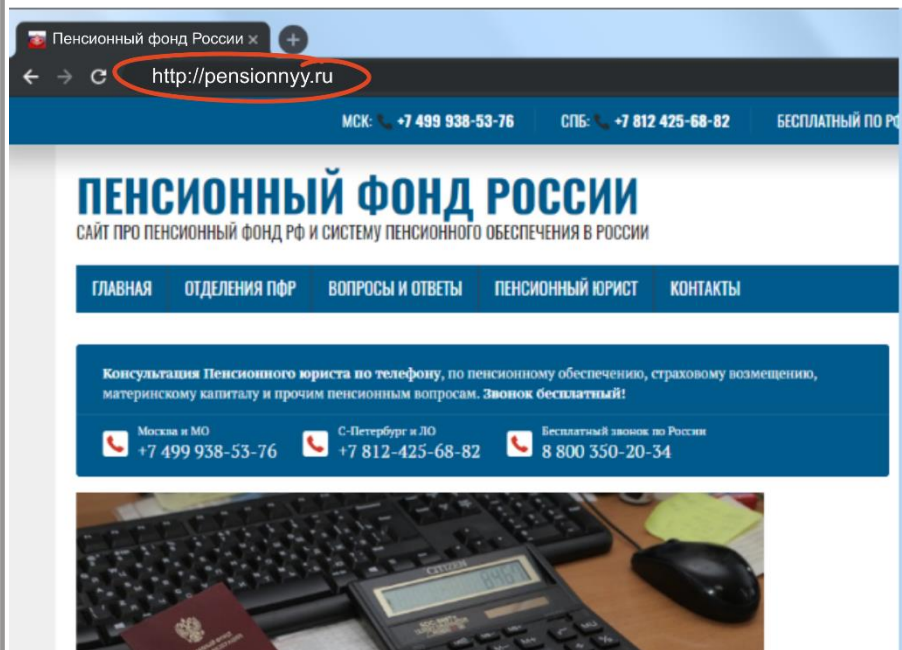 Пенсионный фонд России ×
http://pensionnyy.ru
МСК: +7 499 938-53-76 СПБ: +7 812 425-68-82 БЕСПЛАТНЫЙ ПО
ПЕНСИОННЫЙ ФОНД РОССИИ
САЙТ ПРО ПЕНСИОННЫЙ ФОНД РФ И СИСТЕМУ ПЕНСИОННОГО ОБЕСПЕЧЕНИЯ В РОССИИ
ГЛАВНАЯ ОТДЕЛЕНИЯ ПФР ВОПРОСЫ И ОТВЕТЫ ПЕНСИОННЫЙ ЮРИСТ КОНТАКТЫ
Консультация Пенсионного юриста по телефону, по пенсионному обеспечению, страховому возмещению,
материнскому капиталу и прочим пенсионным вопросам. Звонок бесплатный!
Москва и МО С-Петербург и ЛО Бесплатный звонок по России
+7 499 938-53-76 +7 812-425-68-82 8 800 350-20-34
CITIZEN